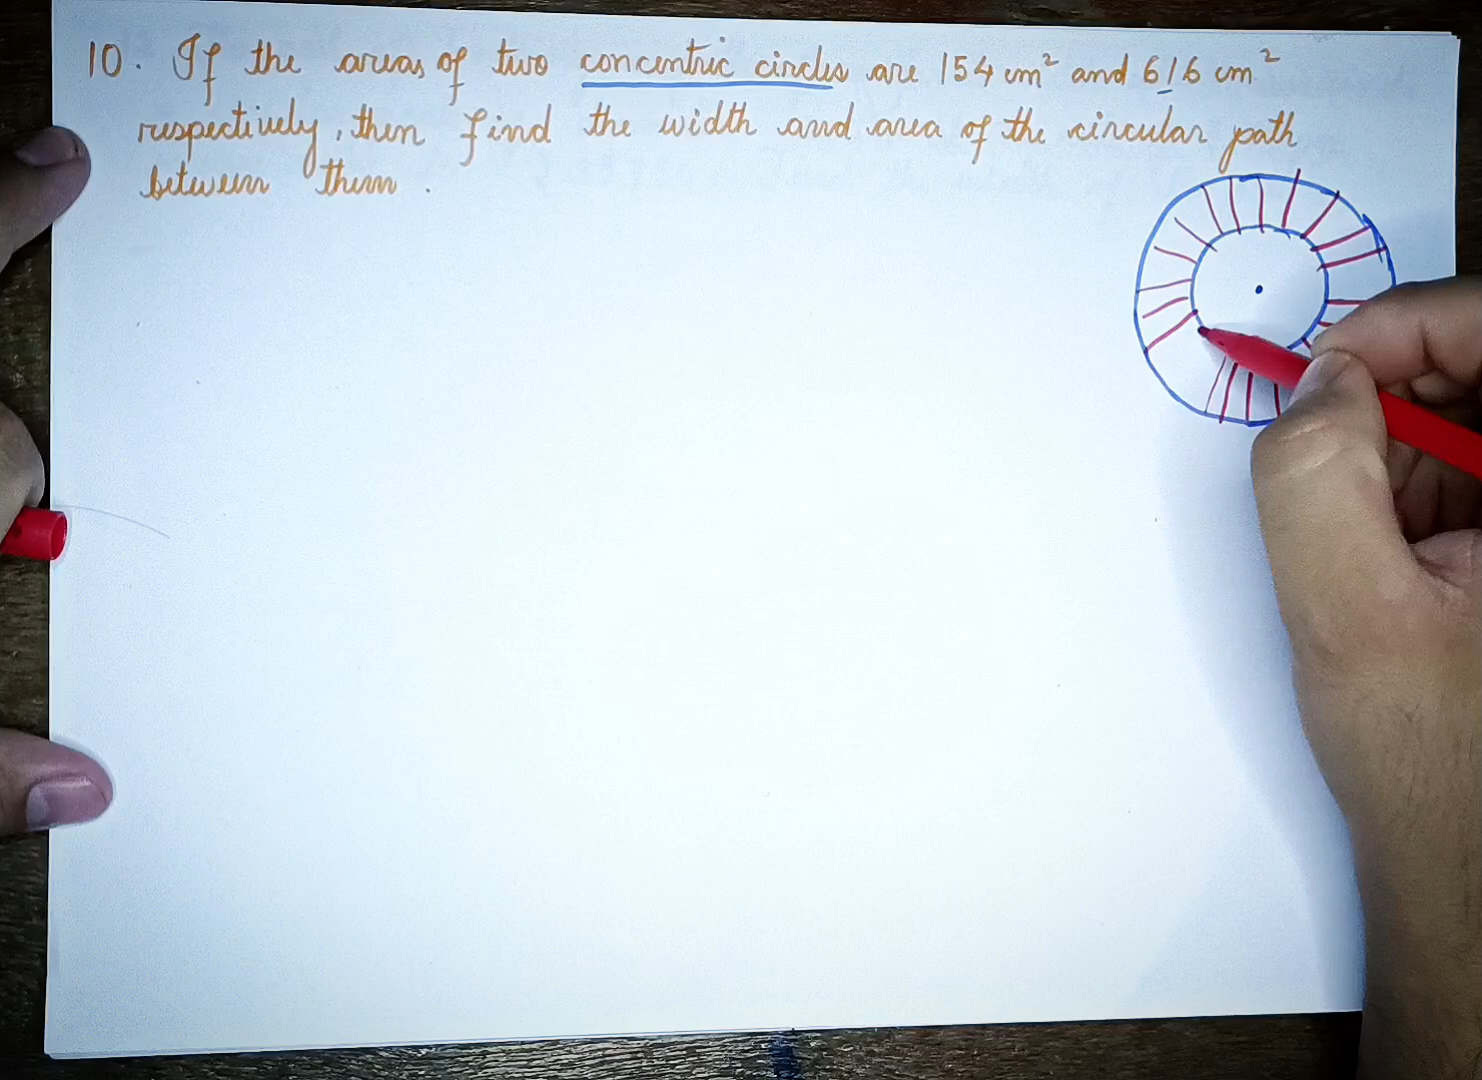 10. If the areas of two concentric circles are 154 cm² and 616 cm²
respectively, then find the width and area of the circular path
between them.